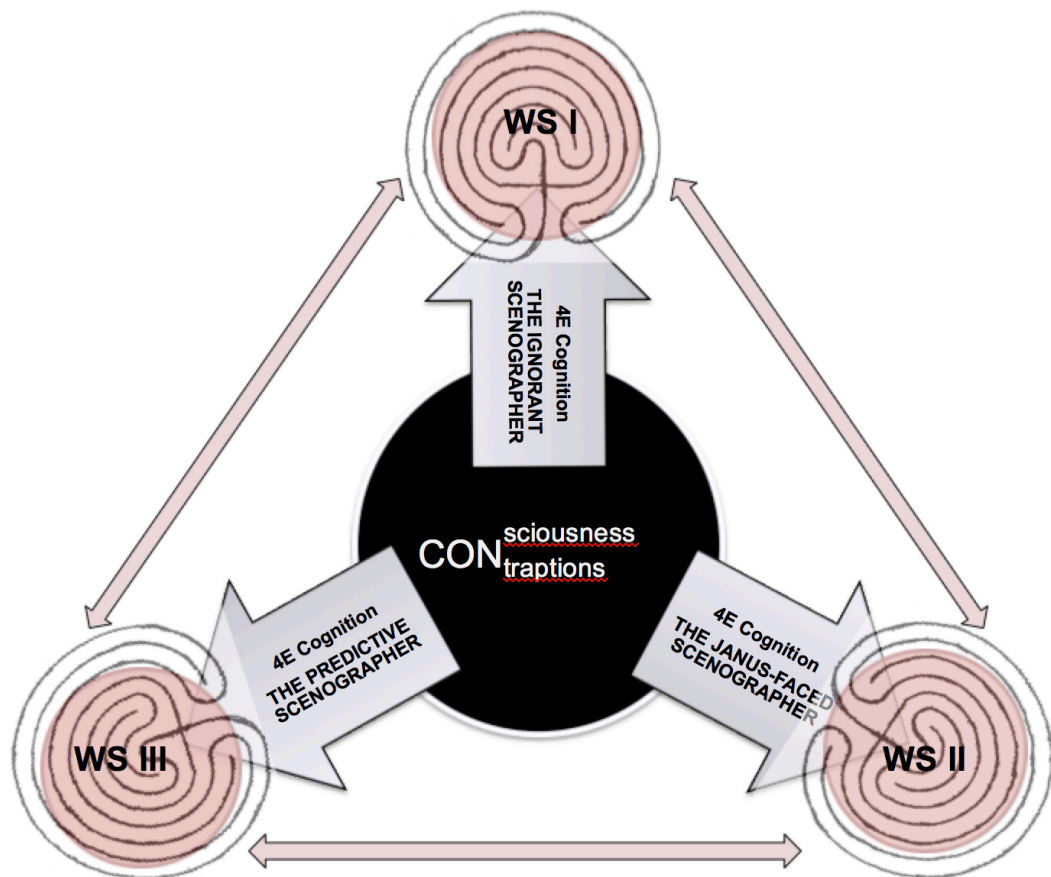 WS I
4E Cognition
THE IGNORANT
SCENOGRAPHER
CON
sciousness
traptions
4E Cognition
THE PREDICTIVE
SCENOGRAPHER
4E Cognition
THE JANUS-FACED
SCENOGRAPHER
WS III
WS II